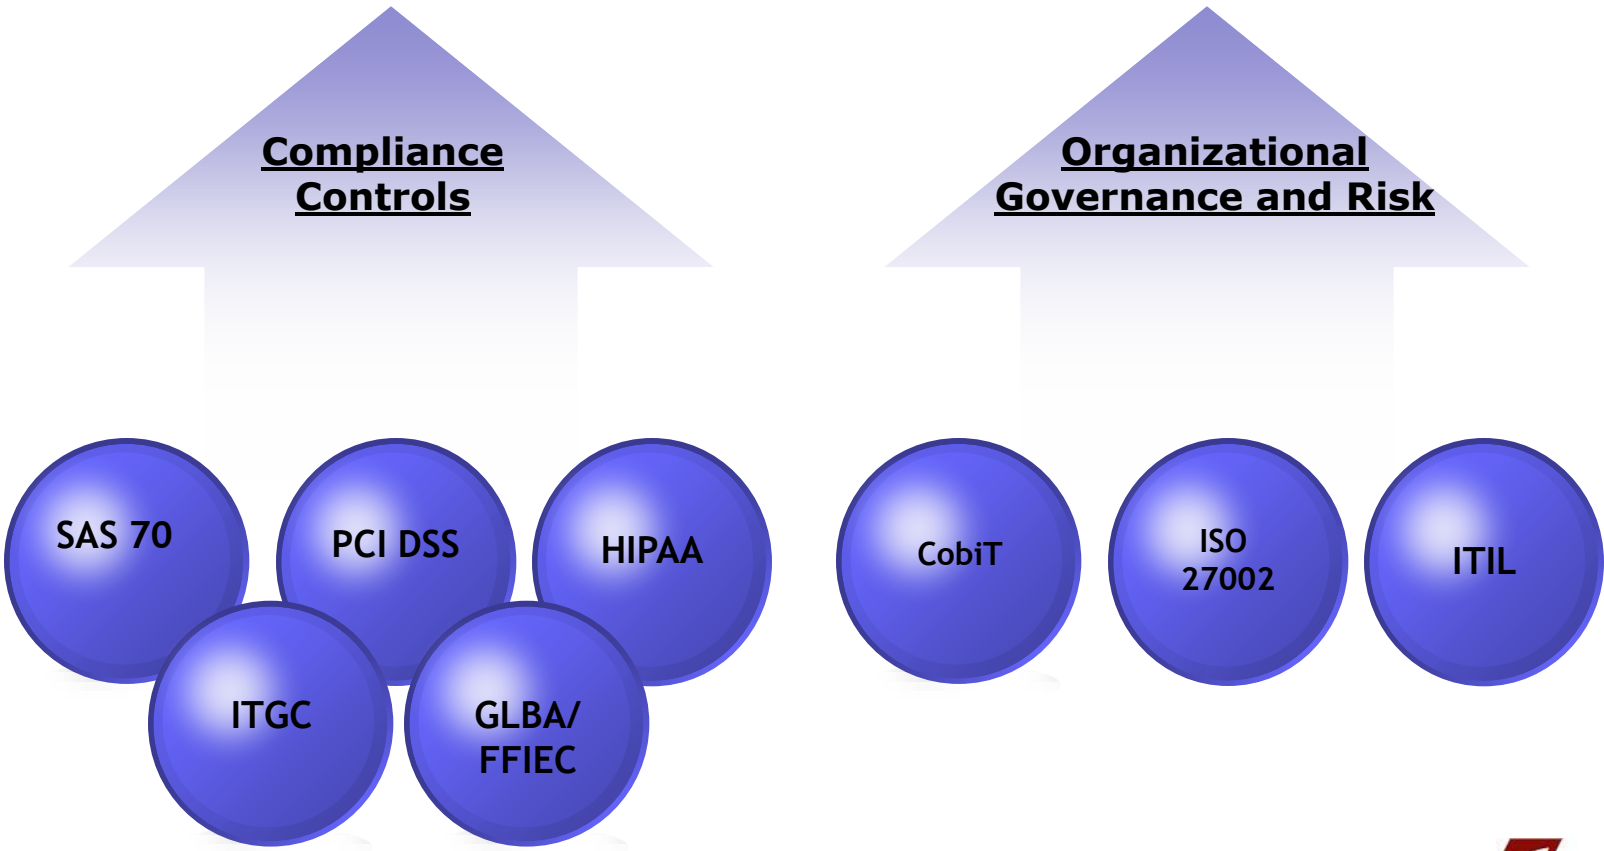 Compliance
Controls
Organizational
Governance and Risk
SAS 70
PCI DSS
HIPAA
ITGC
GLBA/
FFIEC
CobiT
ISO
27002
ITIL